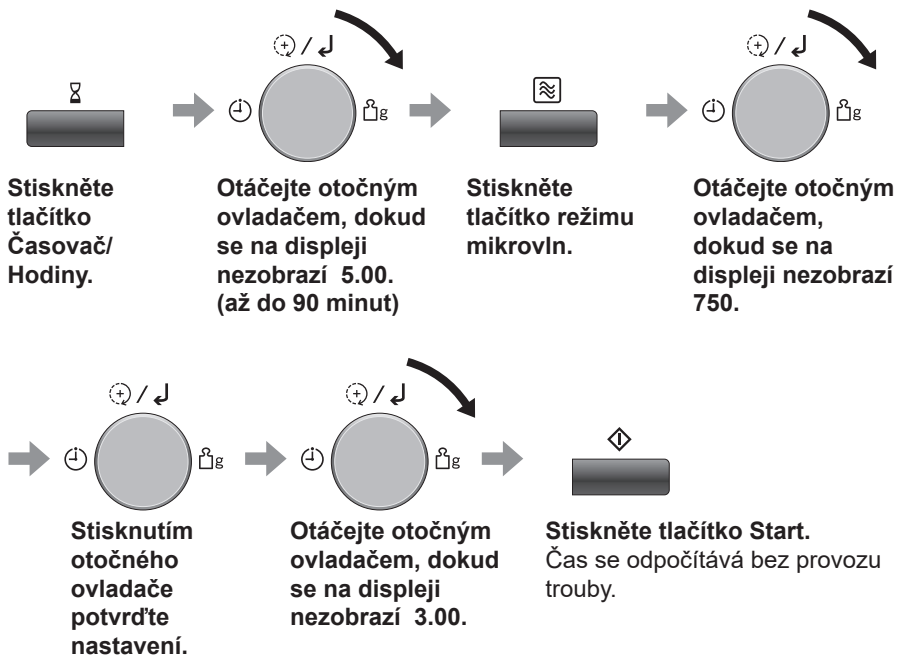 Stiskněte
tlačítko
Časovač/
Hodiny.
Otáčejte otočným
ovladačem, dokud
se na displeji
nezobrazí 5.00.
(až do 90 minut)
Stiskněte
tlačítko režimu
mikrovln.
Otáčejte otočným
ovladačem,
dokud se na
displeji nezobrazí
750.
Stisknutím
otočného
ovladače
potvrďte
nastavení.
Otáčejte otočným
ovladačem, dokud
se na displeji
nezobrazí 3.00.
Stiskněte tlačítko Start.
Čas se odpočítává bez provozu
trouby.